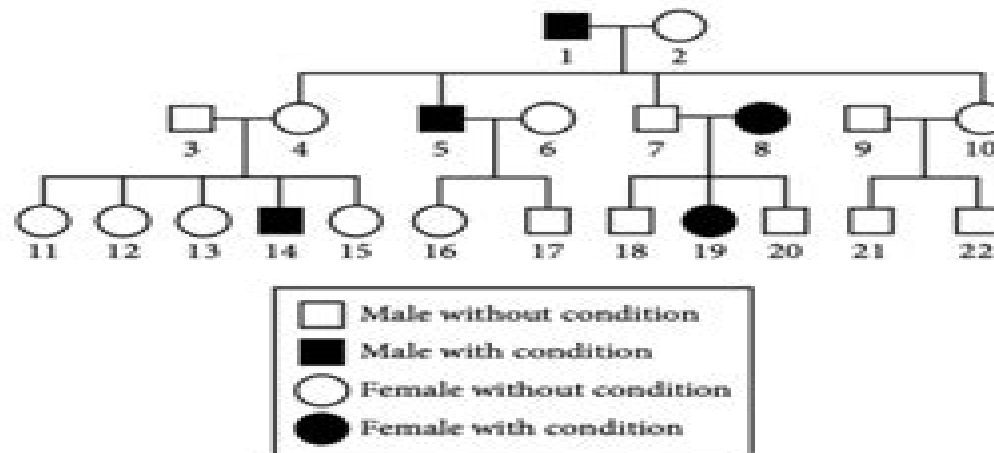 1 2
3 4 5 6 7 8 9 10
11 12 13 14 15 16 17 18 19 20 21 22
Male without condition
Male with condition
Female without condition
Female with condition